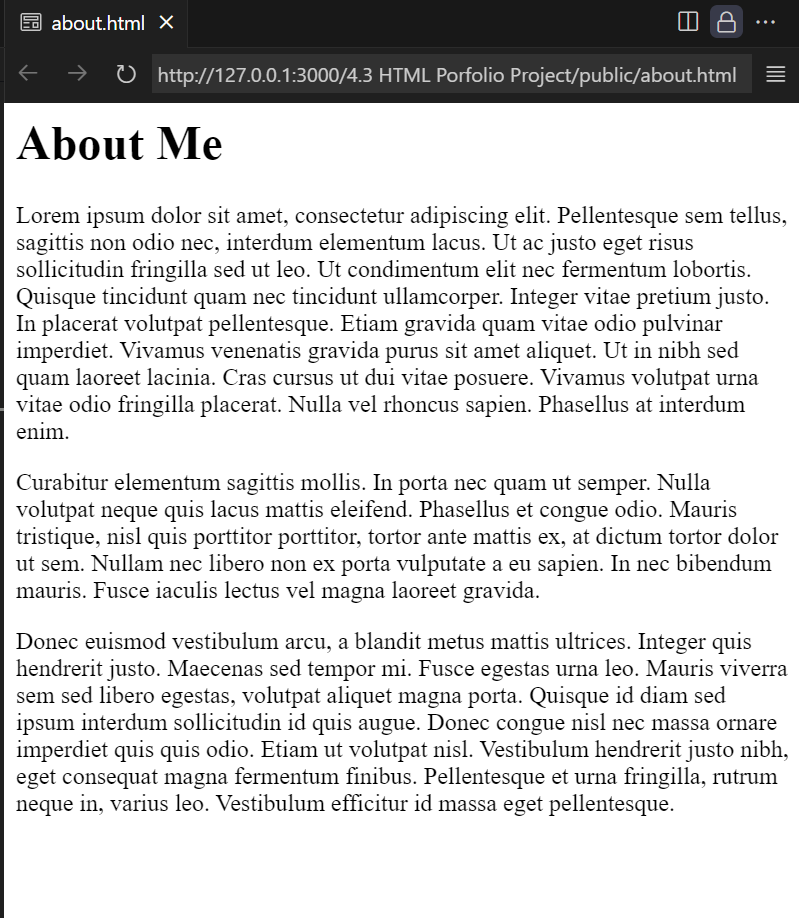 about.html
http://127.0.0.1:3000/4.3 HTML Porfolio Project/public/about.html
About Me
Lorem ipsum dolor sit amet, consectetur adipiscing elit. Pellentesque sem tellus,
sagittis non odio nec, interdum elementum lacus. Ut ac justo eget risus
sollicitudin fringilla sed ut leo. Ut condimentum elit nec fermentum lobortis.
Quisque tincidunt quam nec tincidunt ullamcorper. Integer vitae pretium justo.
In placerat volutpat pellentesque. Etiam gravida quam vitae odio pulvinar
imperdiet. Vivamus venenatis gravida purus sit amet aliquet. Ut in nibh sed
quam laoreet lacinia. Cras cursus ut dui vitae posuere. Vivamus volutpat urna
vitae odio fringilla placerat. Nulla vel rhoncus sapien. Phasellus at interdum
enim.
Curabitur elementum sagittis mollis. In porta nec quam ut semper. Nulla
volutpat neque quis lacus mattis eleifend. Phasellus et congue odio. Mauris
tristique, nisl quis porttitor porttitor, tortor ante mattis ex, at dictum tortor dolor
ut sem. Nullam nec libero non ex porta vulputate a eu sapien. In nec bibendum
mauris. Fusce iaculis lectus vel magna laoreet gravida.
Donec euismod vestibulum arcu, a blandit metus mattis ultrices. Integer quis
hendrerit justo. Maecenas sed tempor mi. Fusce egestas urna leo. Mauris viverra
sem sed libero egestas, volutpat aliquet magna porta. Quisque id diam sed
ipsum interdum sollicitudin id quis augue. Donec congue nisl nec massa ornare
imperdiet quis quis odio. Etiam ut volutpat nisl. Vestibulum hendrerit justo nibh,
eget consequat magna fermentum finibus. Pellentesque et urna fringilla, rutrum
neque in, varius leo. Vestibulum efficitur id massa eget pellentesque.